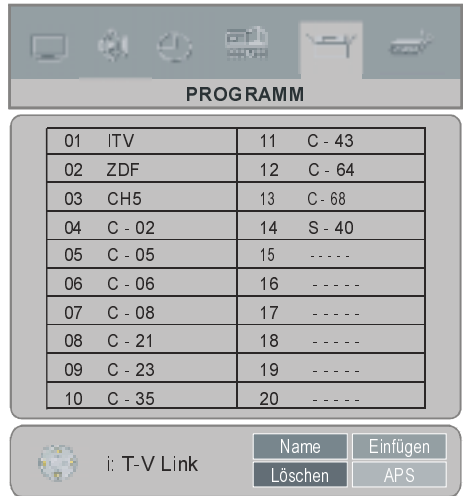 PROGRAMM
01 ITV 11 C - 43
02 ZDF 12 C - 64
03 CH5 13 C - 68
04 C - 02 14 S - 40
05 C - 05 15 - - - - -
06 C - 06 16 - - - - -
07 C - 08 17 - - - - -
08 C - 21 18 - - - - -
09 C - 23 19 - - - - -
10 C - 35 20 - - - - -
i: T-V Link
Name Einfügen
Löschen APS